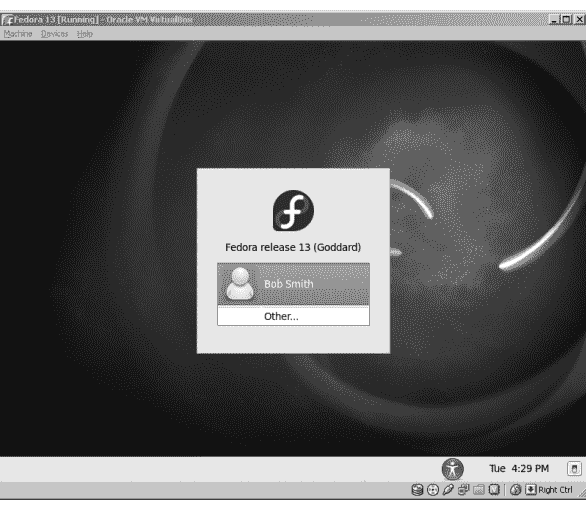 Fedora 13 [Running] - Oracle VM VirtualBox
Machine Devices Help
Fedora release 13 (Goddard)
Bob Smith
Other...
Tue 4:29 PM
Right Ctrl